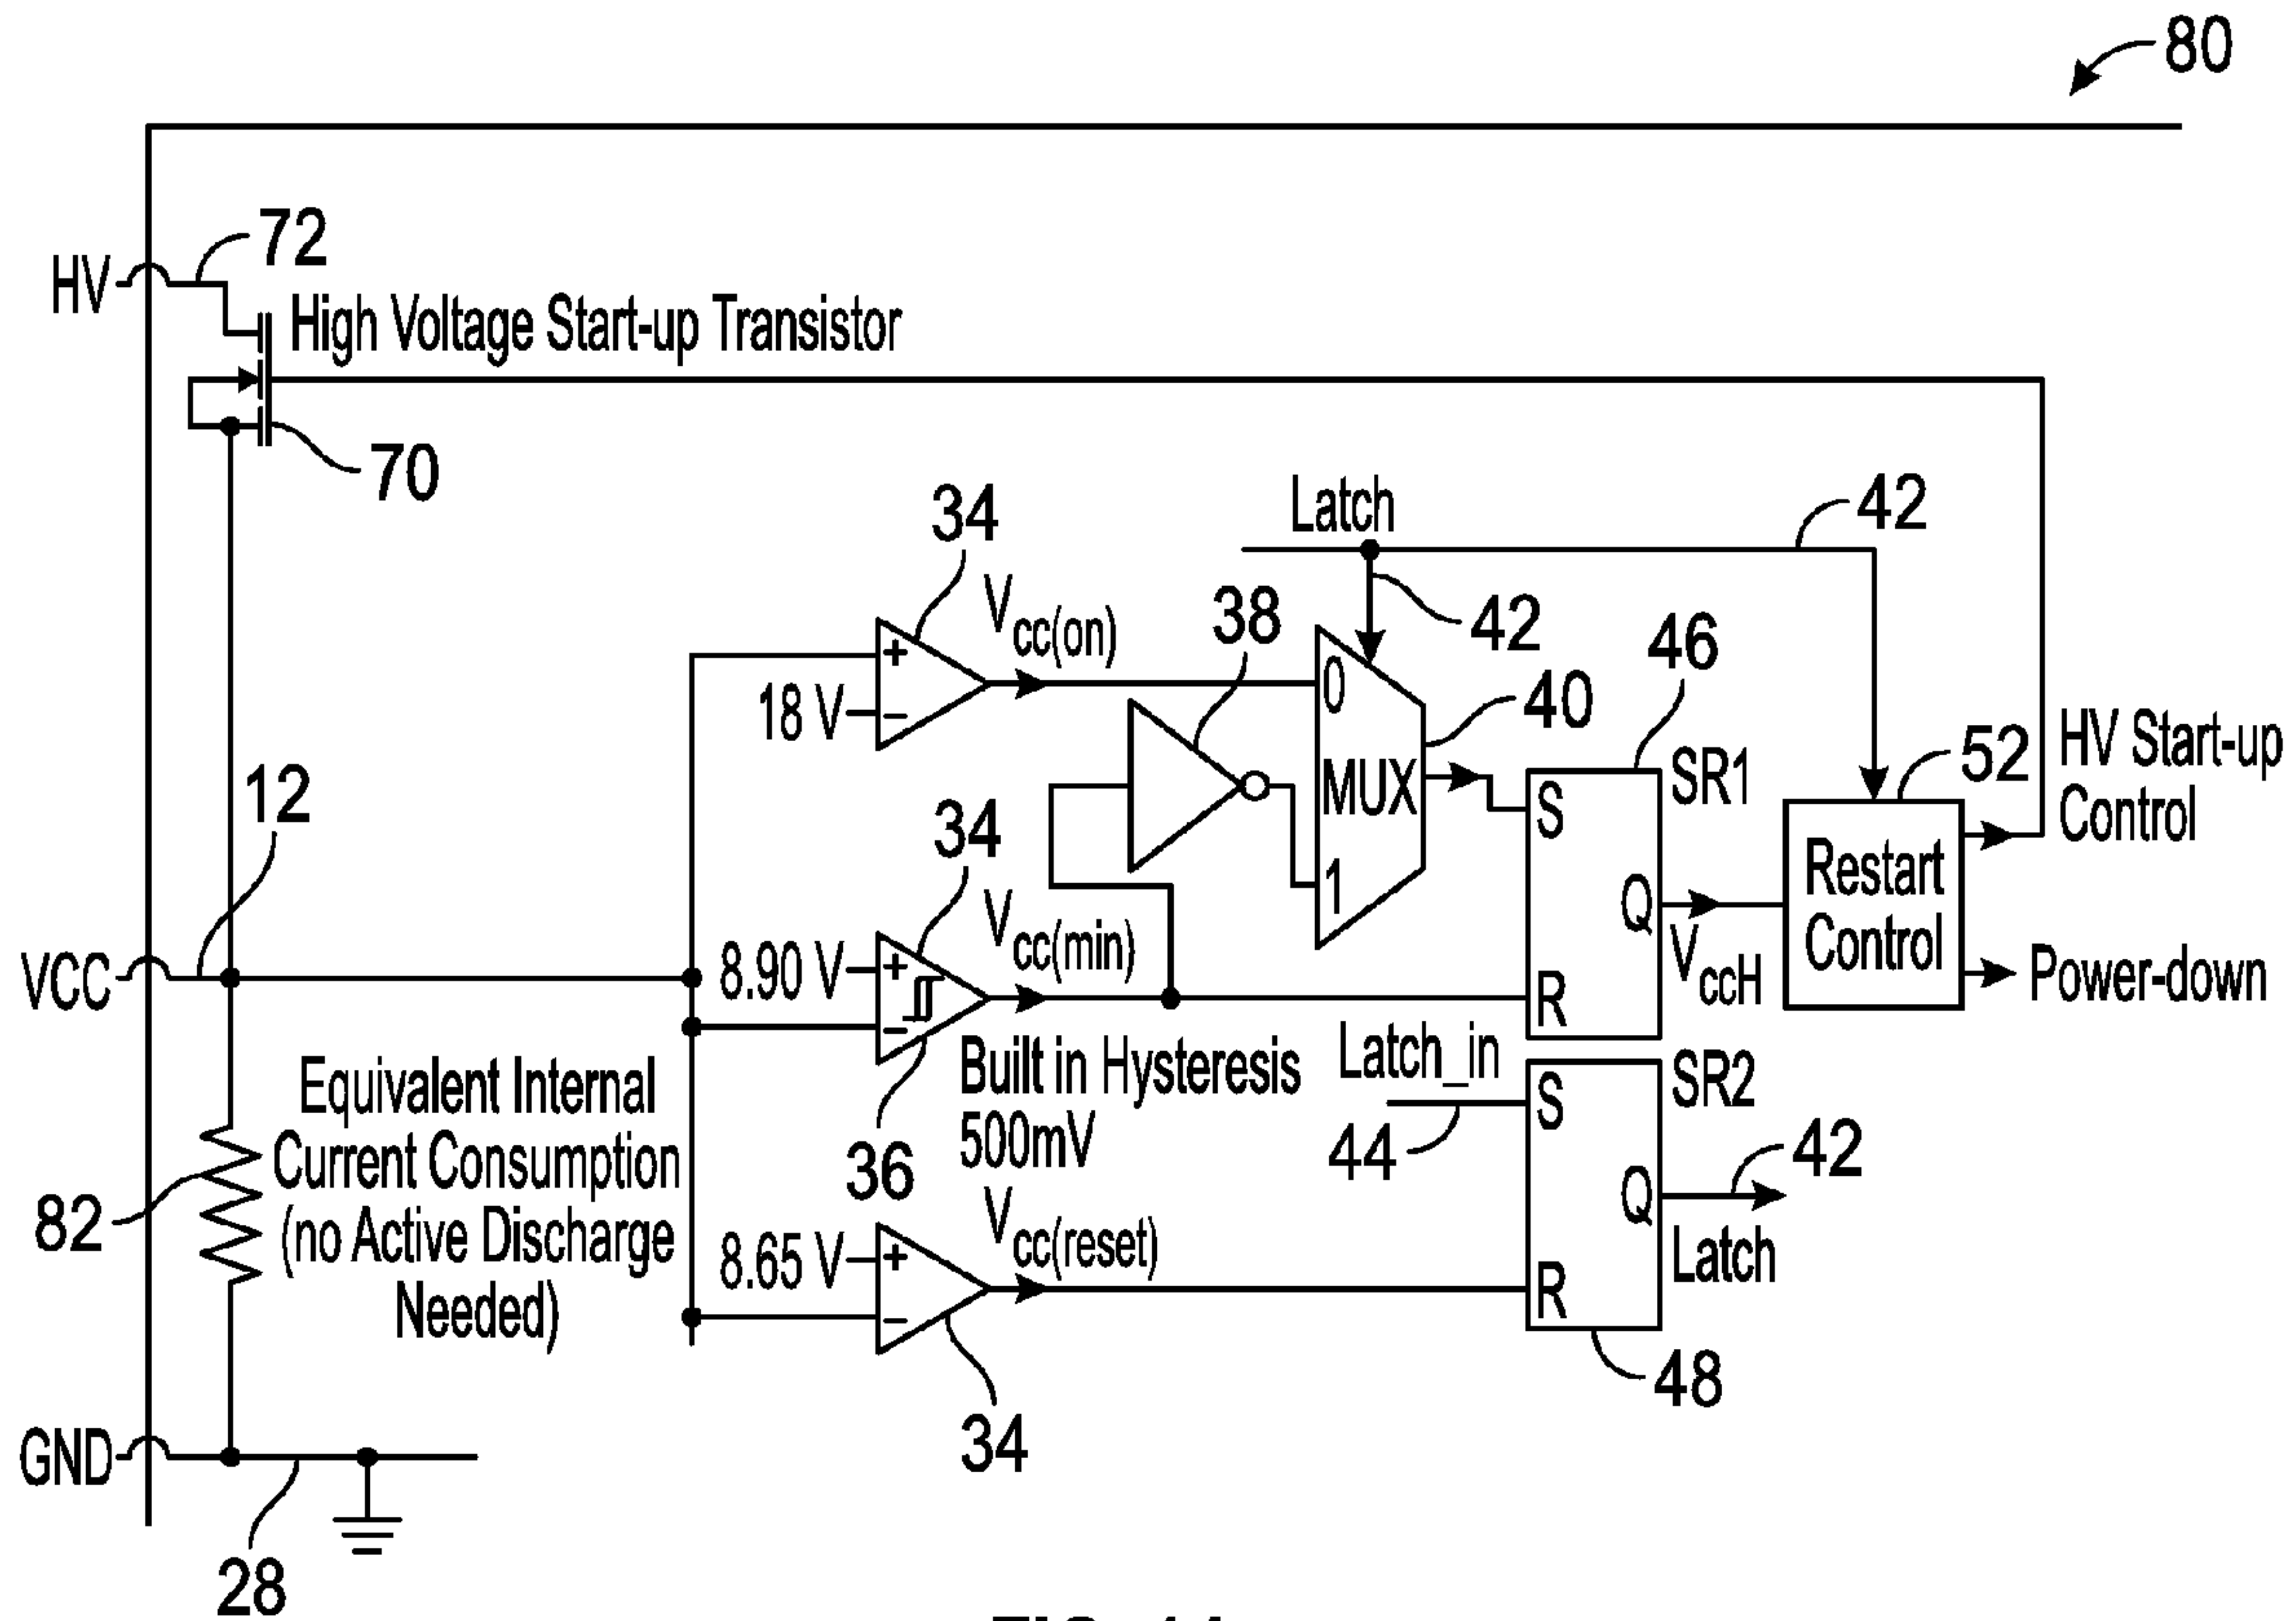 80
HV
72
High Voltage Start-up Transistor
70
34
Vcc(on)
18 V
+
−
38
Latch
42
42
0
MUX
1
40
46
SR1
S
Q
R
VccH
52
Restart
Control
HV Start-up
Control
Power-down
12
VCC
34
Vcc(min)
8.90 V
+
−
36
Built in Hysteresis
500mV
Equivalent Internal
Current Consumption
(no Active Discharge
Needed)
82
Vcc(reset)
8.65 V
+
−
34
Latch_in
44
SR2
S
Q
R
42
Latch
48
GND
28